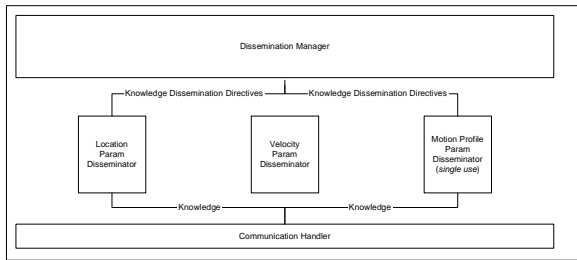 Dissemination Manager
Knowledge Dissemination Directives
Knowledge Dissemination Directives
Location
Param
Disseminator
Velocity
Param
Disseminator
Motion Profile
Param
Disseminator
(single use)
Knowledge
Knowledge
Communication Handler